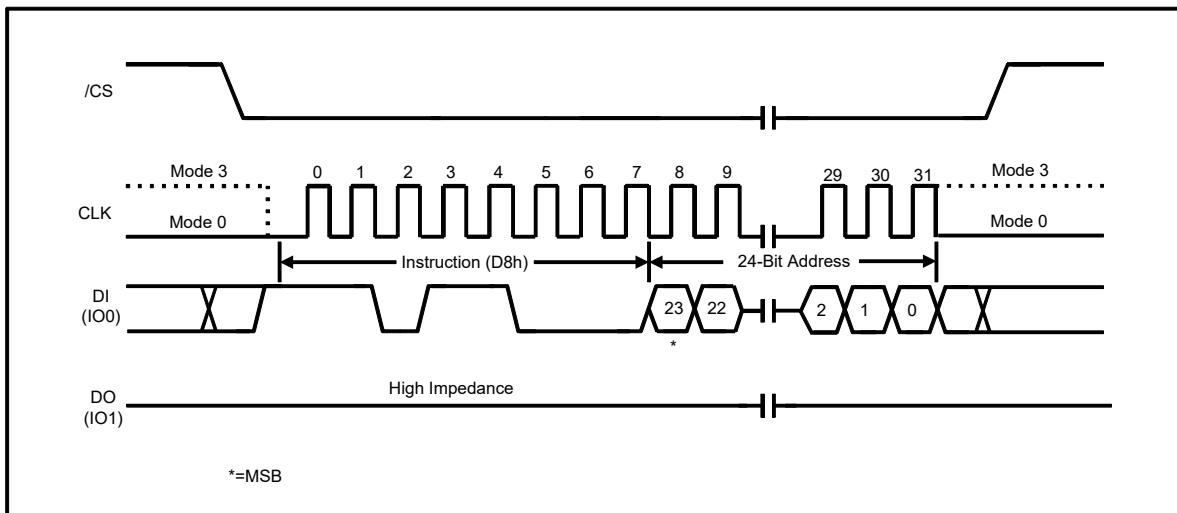 /CS
Mode 3
0 1 2 3 4 5 6 7 8 9 29 30 31
Mode 3
CLK
Mode 0
Mode 0
Instruction (D8h)
24-Bit Address
DI
(IO0)
23 22 2 1 0
*
High Impedance
DO
(IO1)
*=MSB